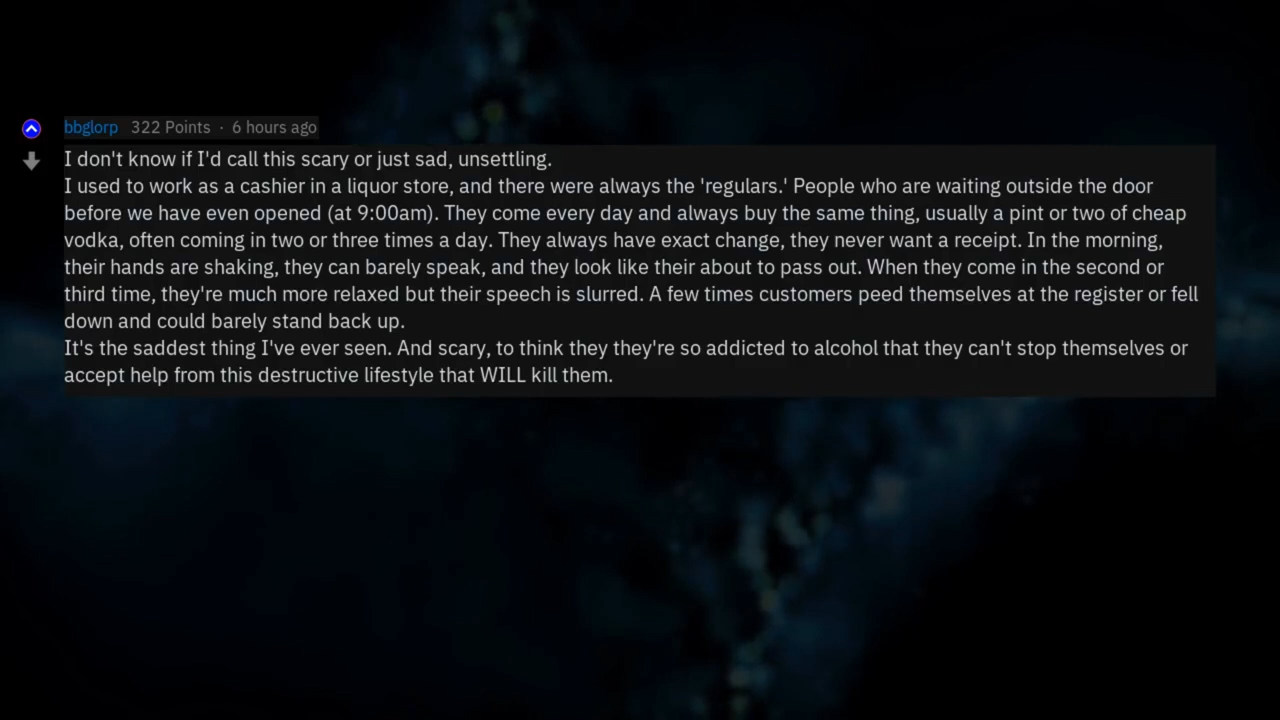 bbglorp 322 Points · 6 hours ago
I don't know if I'd call this scary or just sad, unsettling.
I used to work as a cashier in a liquor store, and there were always the 'regulars.' People who are waiting outside the door
before we have even opened (at 9:00am). They come every day and always buy the same thing, usually a pint or two of cheap
vodka, often coming in two or three times a day. They always have exact change, they never want a receipt. In the morning,
their hands are shaking, they can barely speak, and they look like their about to pass out. When they come in the second or
third time, they're much more relaxed but their speech is slurred. A few times customers peed themselves at the register or fell
down and could barely stand back up.
It's the saddest thing I've ever seen. And scary, to think they they're so addicted to alcohol that they can't stop themselves or
accept help from this destructive lifestyle that WILL kill them.